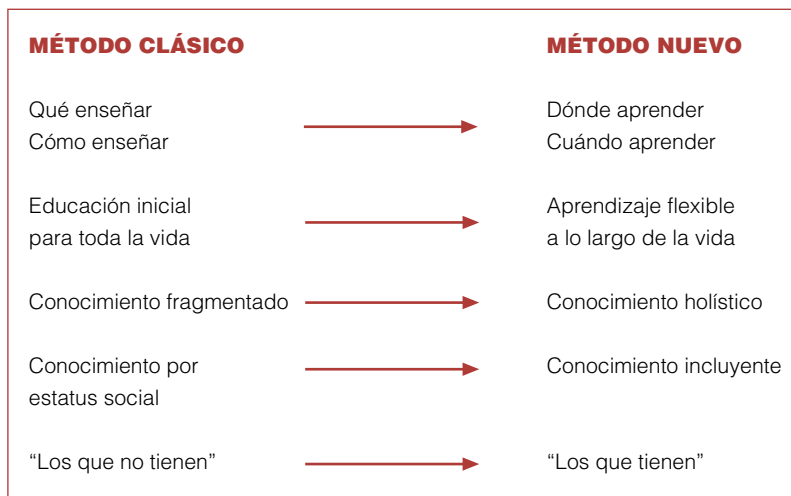 MÉTODO CLÁSICO
MÉTODO NUEVO
Qué enseñar
Cómo enseñar
Dónde aprender
Cuándo aprender
Educación inicial
para toda la vida
Aprendizaje flexible
a lo largo de la vida
Conocimiento fragmentado
Conocimiento holístico
Conocimiento por
estatus social
Conocimiento incluyente
“Los que no tienen”
“Los que tienen”